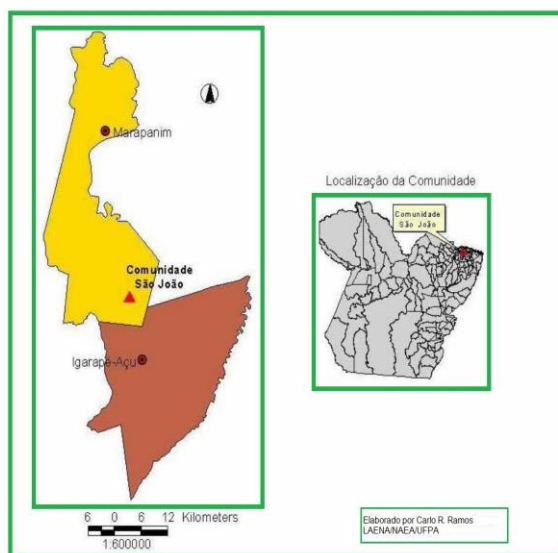 Marapanim
Comunidade
São João
Igarapé-Açu
6 0 6 12 Kilometers
1:600000
Localização da Comunidade
Comunidade
São João
Elaborado por Carlo R. Ramos
LAENA/NAEA/UFPA